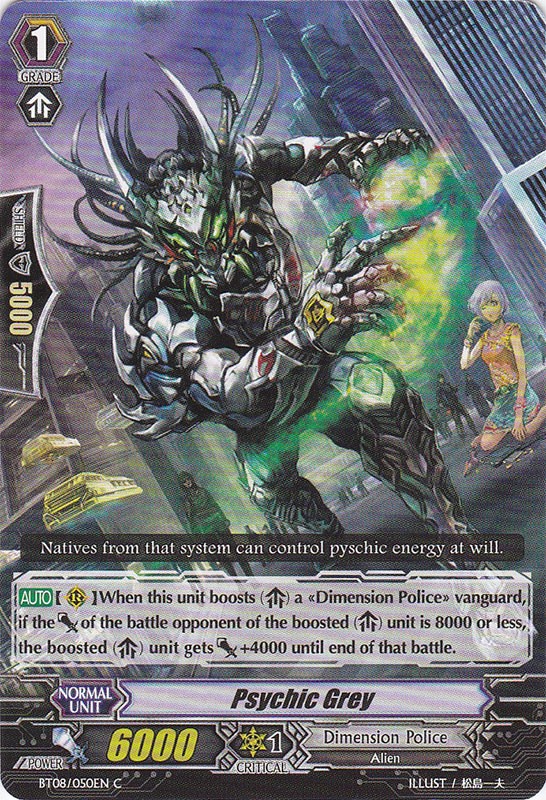 1
GRADE
SHIELD
5000
Natives from that system can control pyschic energy at will.
AUTO【 】When this unit boosts ( ) a «Dimension Police» vanguard,
if the of the battle opponent of the boosted ( ) unit is 8000 or less,
the boosted ( ) unit gets +4000 until end of that battle.
NORMAL
UNIT
Psychic Grey
POWER
6000
1
CRITICAL
Dimension Police
Alien
BT08/050EN C
ILLUST / 松島一夫